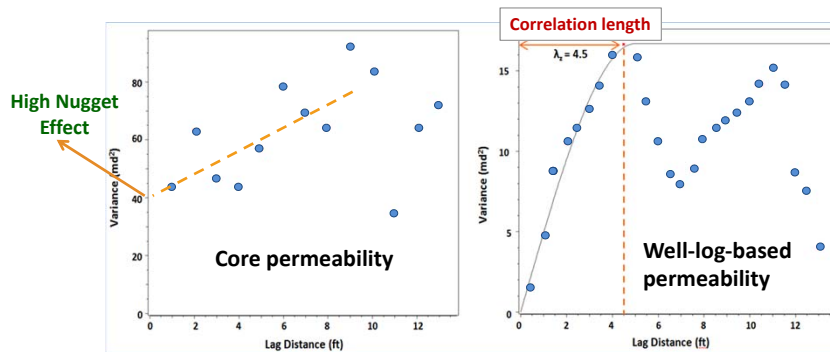 Correlation length
λz = 4.5
High Nugget
Effect
Variance (md²)
80
60
40
20
0
Core permeability
0 2 4 6 8 10 12
Lag Distance (ft)
Variance (md²)
15
10
5
0
Well-log-based
permeability
0 2 4 6 8 10 12
Lag Distance (ft)